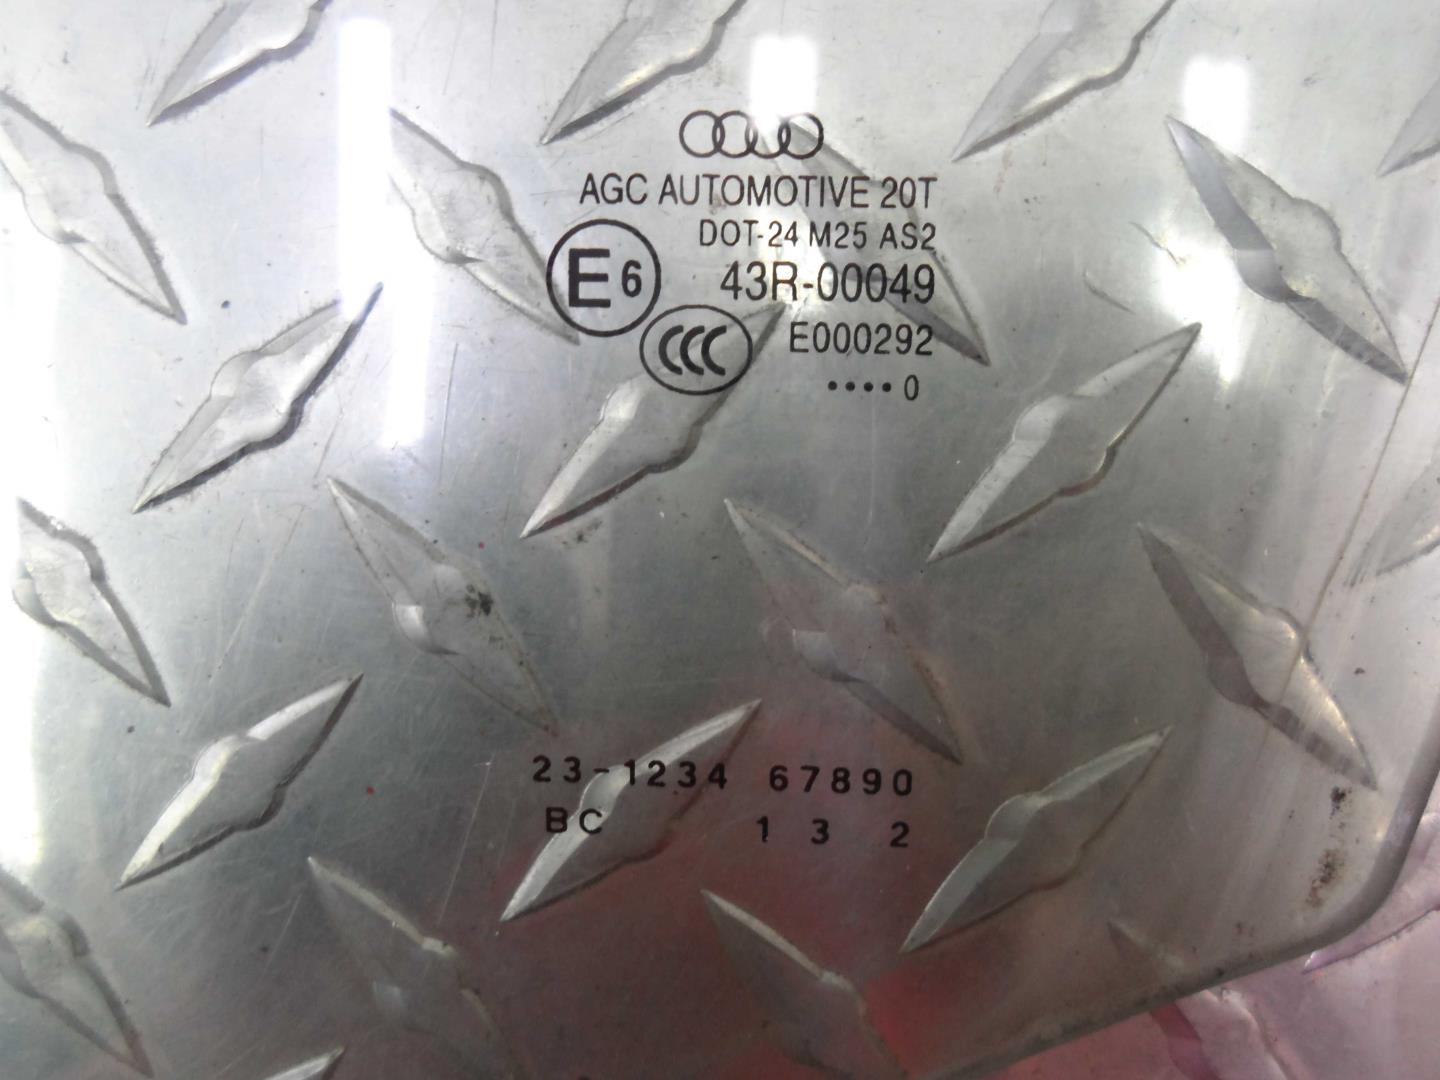 AGC AUTOMOTIVE 20T
DOT-24 M25 AS2
E6 43R-00049
CCC E000292
••••0
23-1234 67890
BC 1 3 2